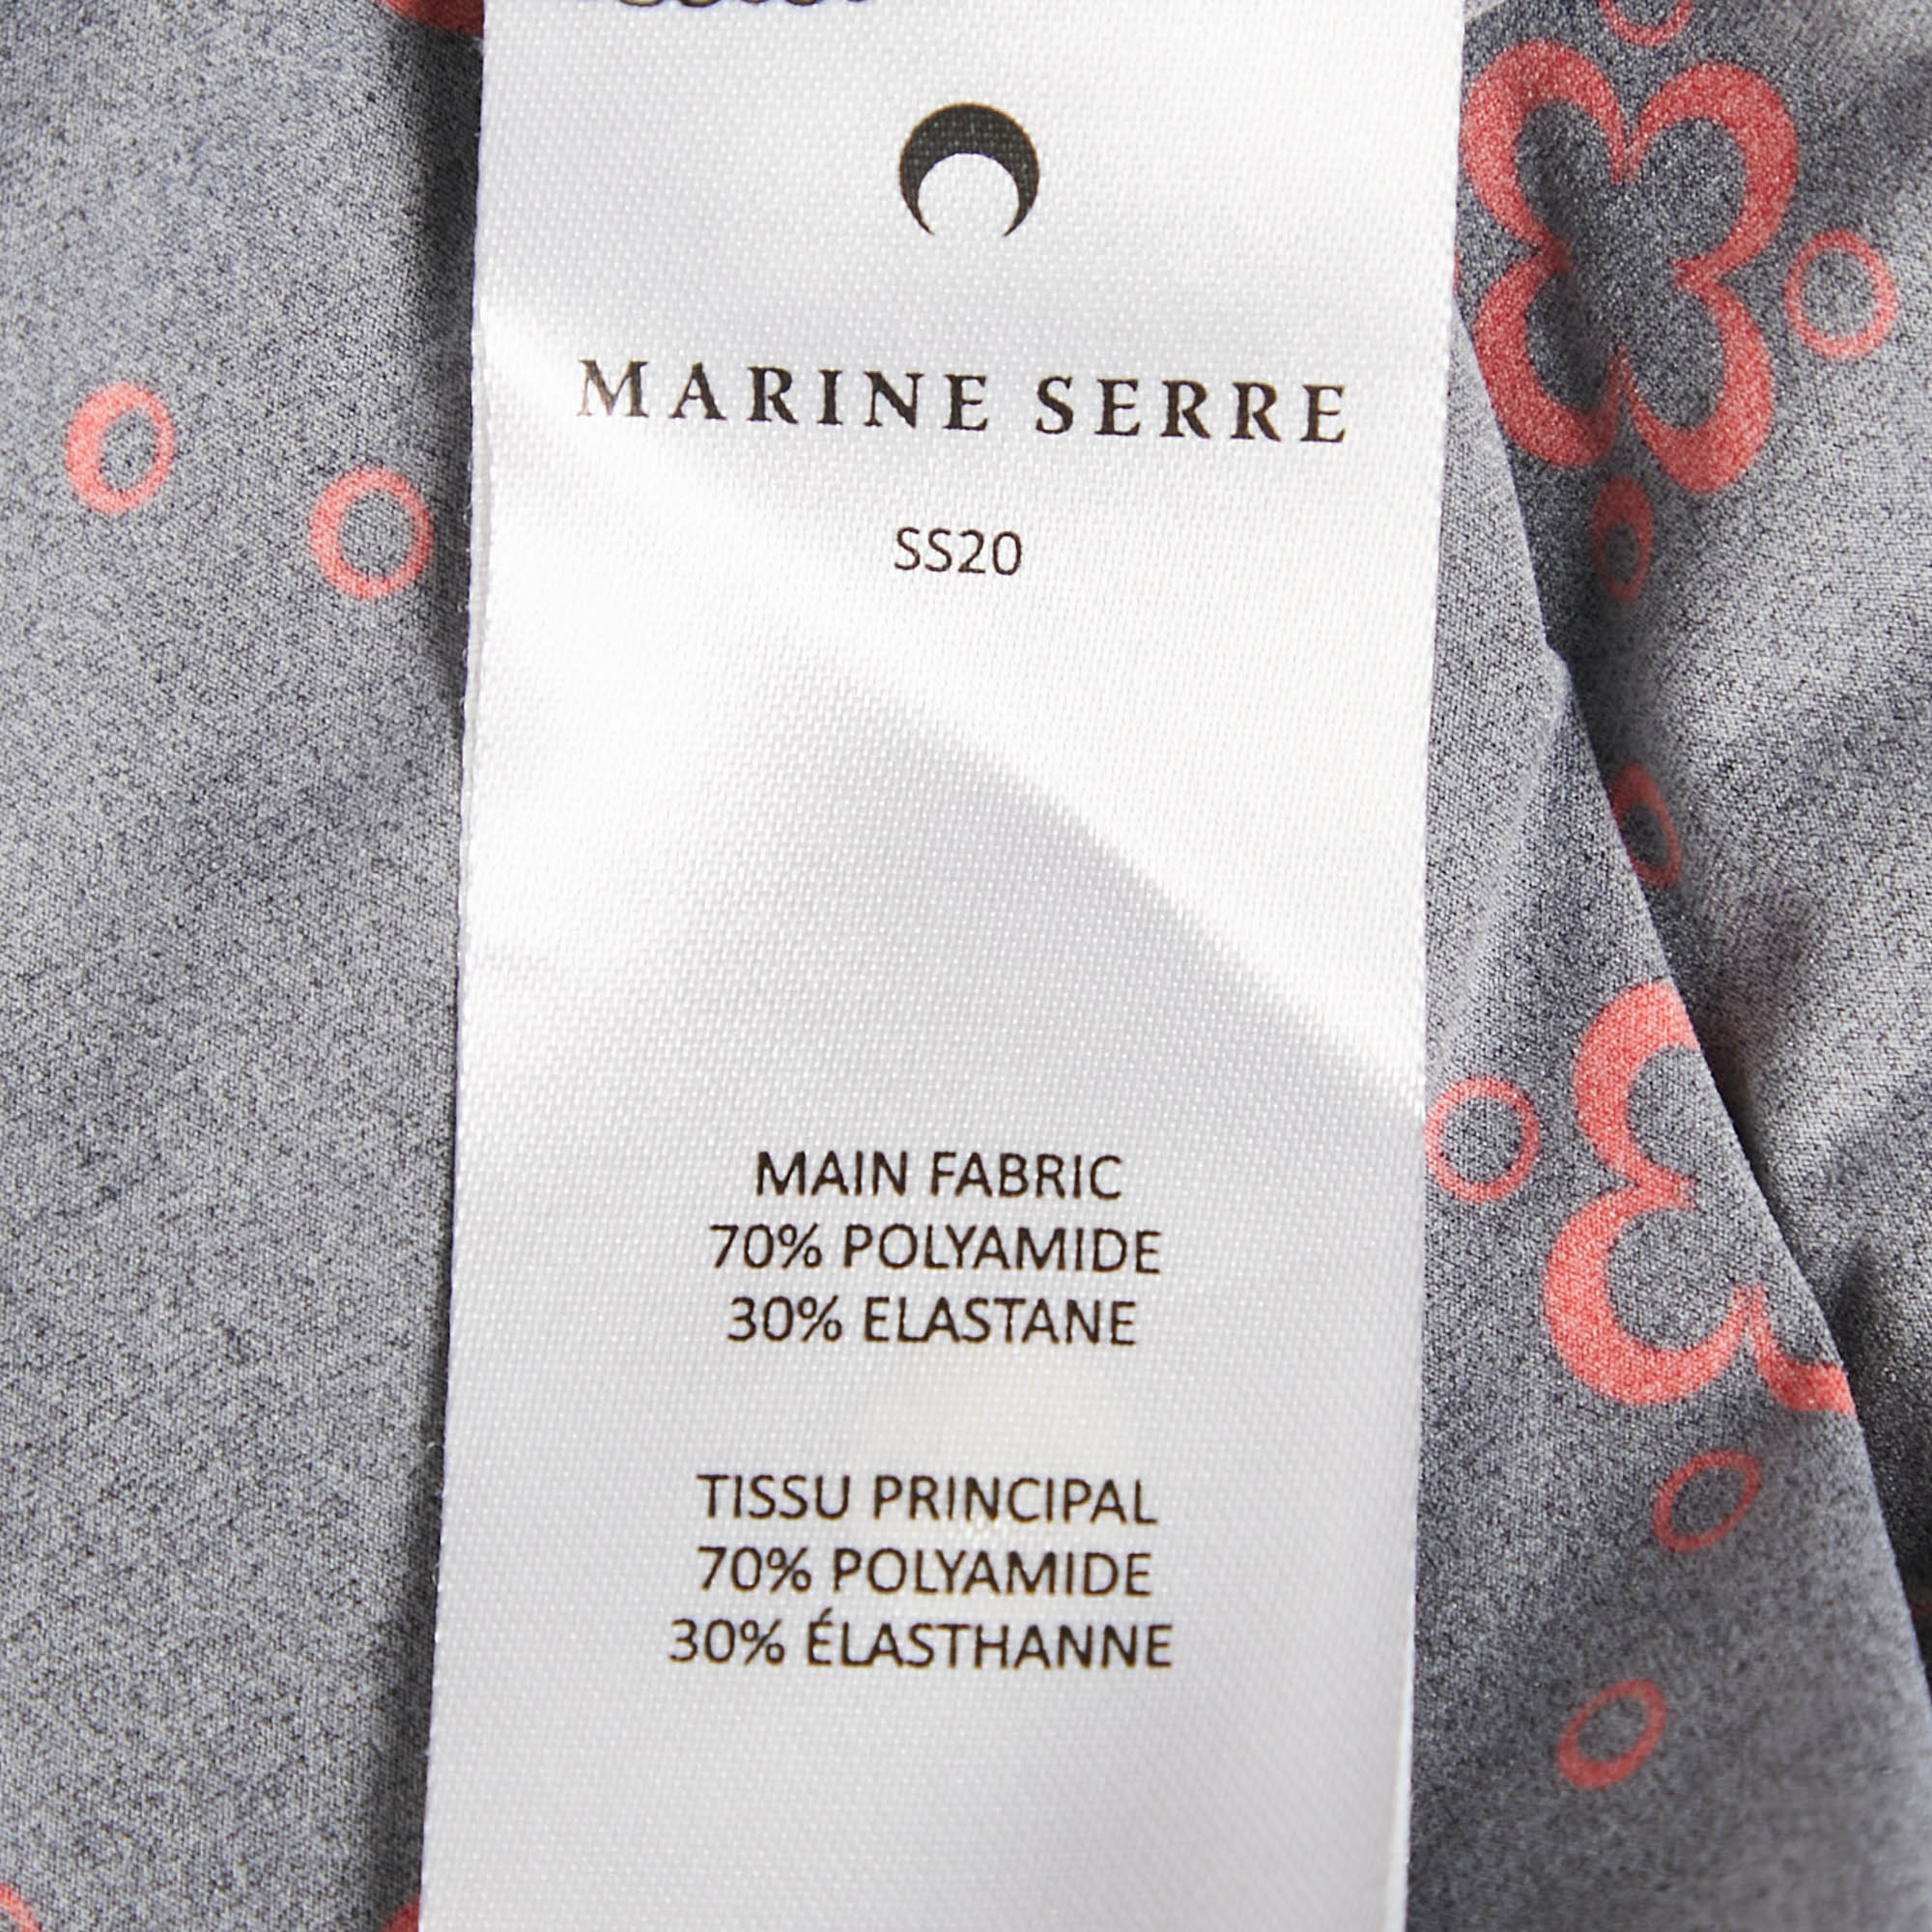 MARINE SERRE
SS20
MAIN FABRIC
70% POLYAMIDE
30% ELASTANE
TISSU PRINCIPAL
70% POLYAMIDE
30% ÉLASTHANNE